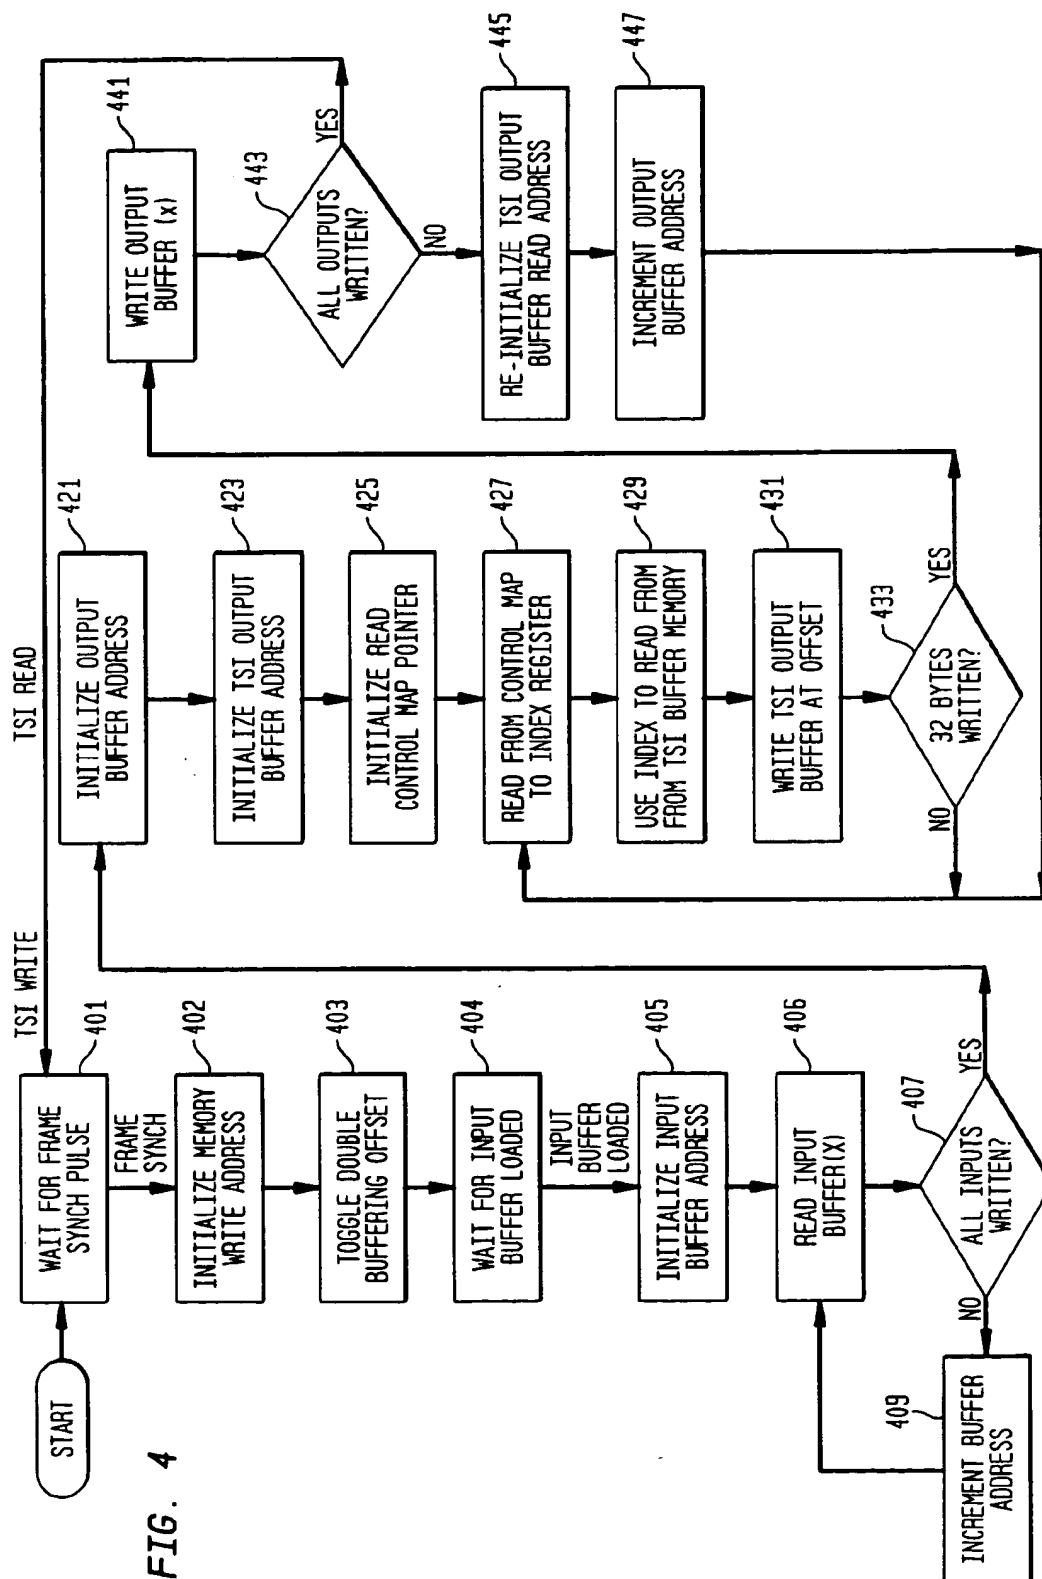 FIG. 4
TSI WRITE
TSI READ
START
WAIT FOR FRAME
SYNCH PULSE
401
FRAME
SYNCH
INITIALIZE MEMORY
WRITE ADDRESS
402
TOGGLE DOUBLE
BUFFERING OFFSET
403
WAIT FOR INPUT
BUFFER LOADED
404
INPUT
BUFFER
LOADED
INITIALIZE INPUT
BUFFER ADDRESS
405
READ INPUT
BUFFER(X)
406
ALL INPUTS
WRITTEN?
407
NO
YES
INCREMENT BUFFER
ADDRESS
409
INITIALIZE OUTPUT
BUFFER ADDRESS
421
INITIALIZE TSI OUTPUT
BUFFER ADDRESS
423
INITIALIZE READ
CONTROL MAP POINTER
425
READ FROM CONTROL MAP
TO INDEX REGISTER
427
USE INDEX TO READ FROM
FROM TSI BUFFER MEMORY
429
WRITE TSI OUTPUT
BUFFER AT OFFSET
431
32 BYTES
WRITTEN?
433
NO
YES
WRITE OUTPUT
BUFFER (x)
441
ALL OUTPUTS
WRITTEN?
443
YES
NO
RE-INITIALIZE TSI OUTPUT
BUFFER READ ADDRESS
445
INCREMENT OUTPUT
BUFFER ADDRESS
447